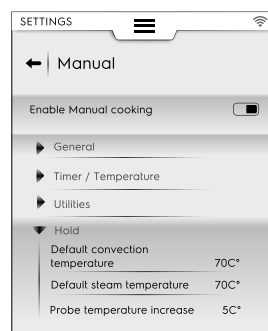 SETTINGS
Manual
Enable Manual cooking
General
Timer / Temperature
Utilities
Hold
Default convection
temperature 70C°
Default steam temperature 70C°
Probe temperature increase 5C°